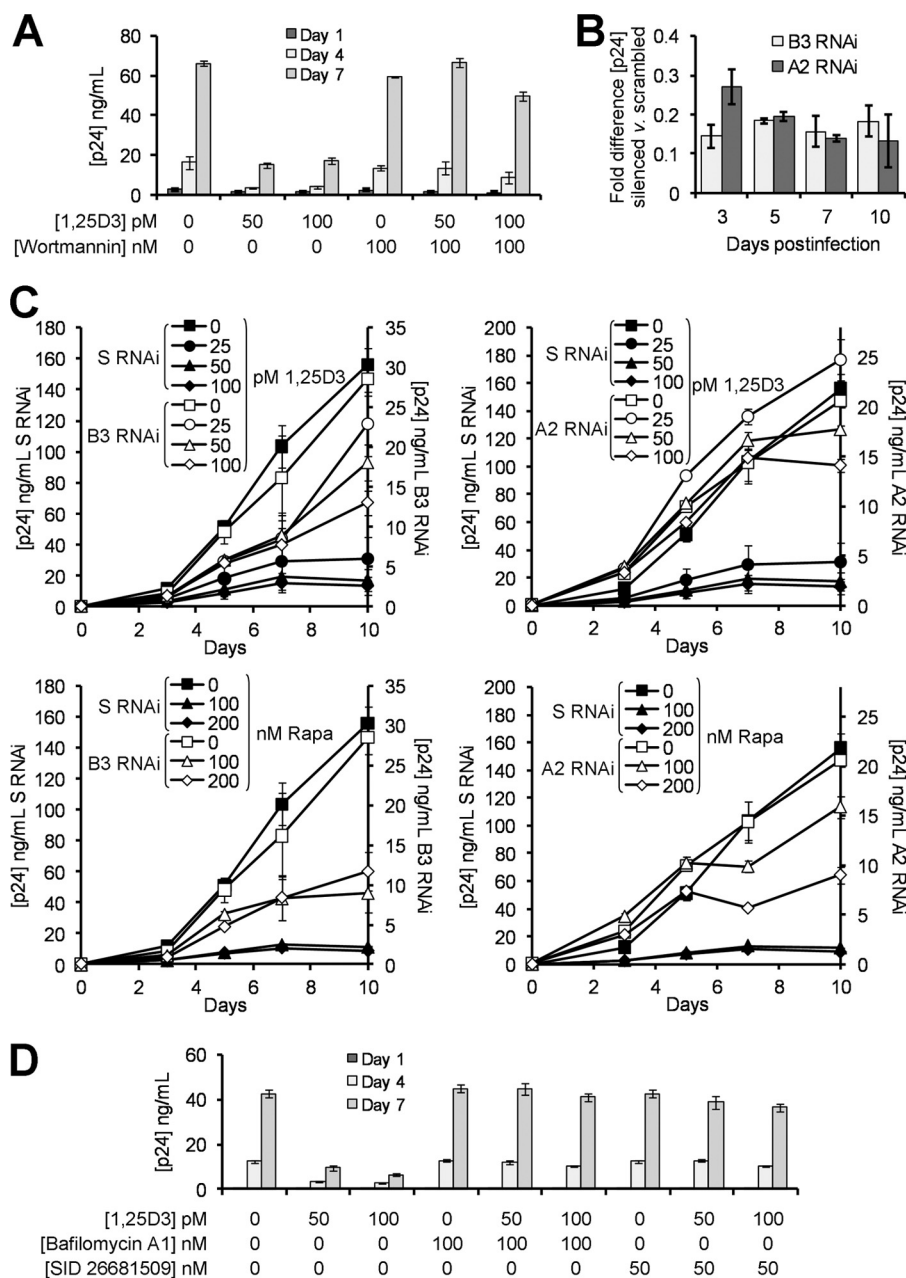 A
[p24] ng/mL
80
60
40
20
0
Day 1
Day 4
Day 7
[1,25D3] pM 0 50 100 0 50 100
[Wortmannin] nM 0 0 0 100 100 100
B
Fold difference [p24]
silenced v. scrambled
0.4
0.3
0.2
0.1
0
B3 RNAi
A2 RNAi
3 5 7 10
Days postinfection
C
[p24] ng/mL S RNAi
180
160
140
120
100
80
60
40
20
0
S RNAi
0
25
50
100
B3 RNAi
0
25
50
100
pM 1,25D3
35
30
25
20
15
10
5
0
[p24] ng/mL B3 RNAi
0 2 4 6 8 10
Days
[p24] ng/mL S RNAi
200
180
160
140
120
100
80
60
40
20
0
S RNAi
0
25
50
100
A2 RNAi
0
25
50
100
pM 1,25D3
25
20
15
10
5
0
[p24] ng/mL A2 RNAi
0 2 4 6 8 10
Days
[p24] ng/mL S RNAi
180
160
140
120
100
80
60
40
20
0
S RNAi
0
100
200
B3 RNAi
0
100
200
nM Rapa
35
30
25
20
15
10
5
0
[p24] ng/mL B3 RNAi
0 2 4 6 8 10
Days
[p24] ng/mL S RNAi
200
180
160
140
120
100
80
60
40
20
0
S RNAi
0
100
200
A2 RNAi
0
100
200
nM Rapa
25
20
15
10
5
0
[p24] ng/mL A2 RNAi
0 2 4 6 8 10
Days
D
[p24] ng/mL
60
40
20
0
Day 1
Day 4
Day 7
[1,25D3] pM 0 50 100 0 50 100 0 50 100
[Bafilomycin A1] nM 0 0 0 100 100 100 0 0 0
[SID 26681509] nM 0 0 0 0 0 0 50 50 50